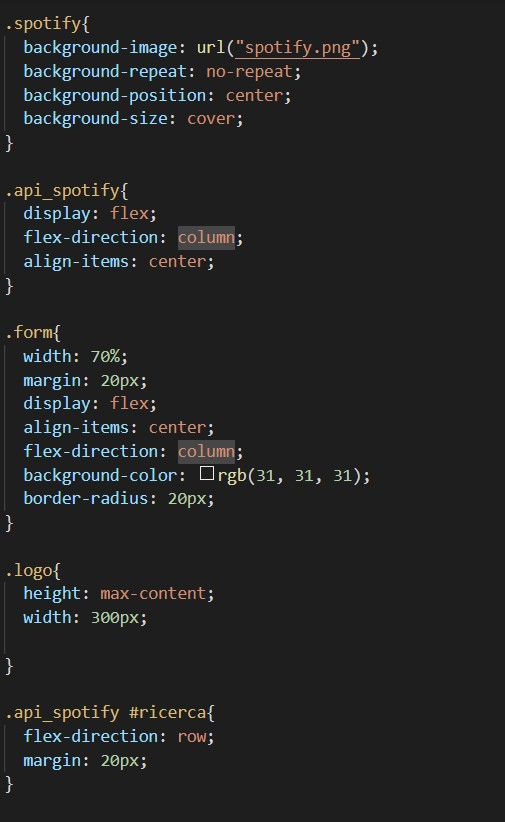 .spotify{
background-image: url("spotify.png");
background-repeat: no-repeat;
background-position: center;
background-size: cover;
}
.api_spotify{
display: flex;
flex-direction: column;
align-items: center;
}
.form{
width: 70%;
margin: 20px;
display: flex;
align-items: center;
flex-direction: column;
background-color: rgb(31, 31, 31);
border-radius: 20px;
}
.logo{
height: max-content;
width: 300px;
}
.api_spotify #ricerca{
flex-direction: row;
margin: 20px;
}